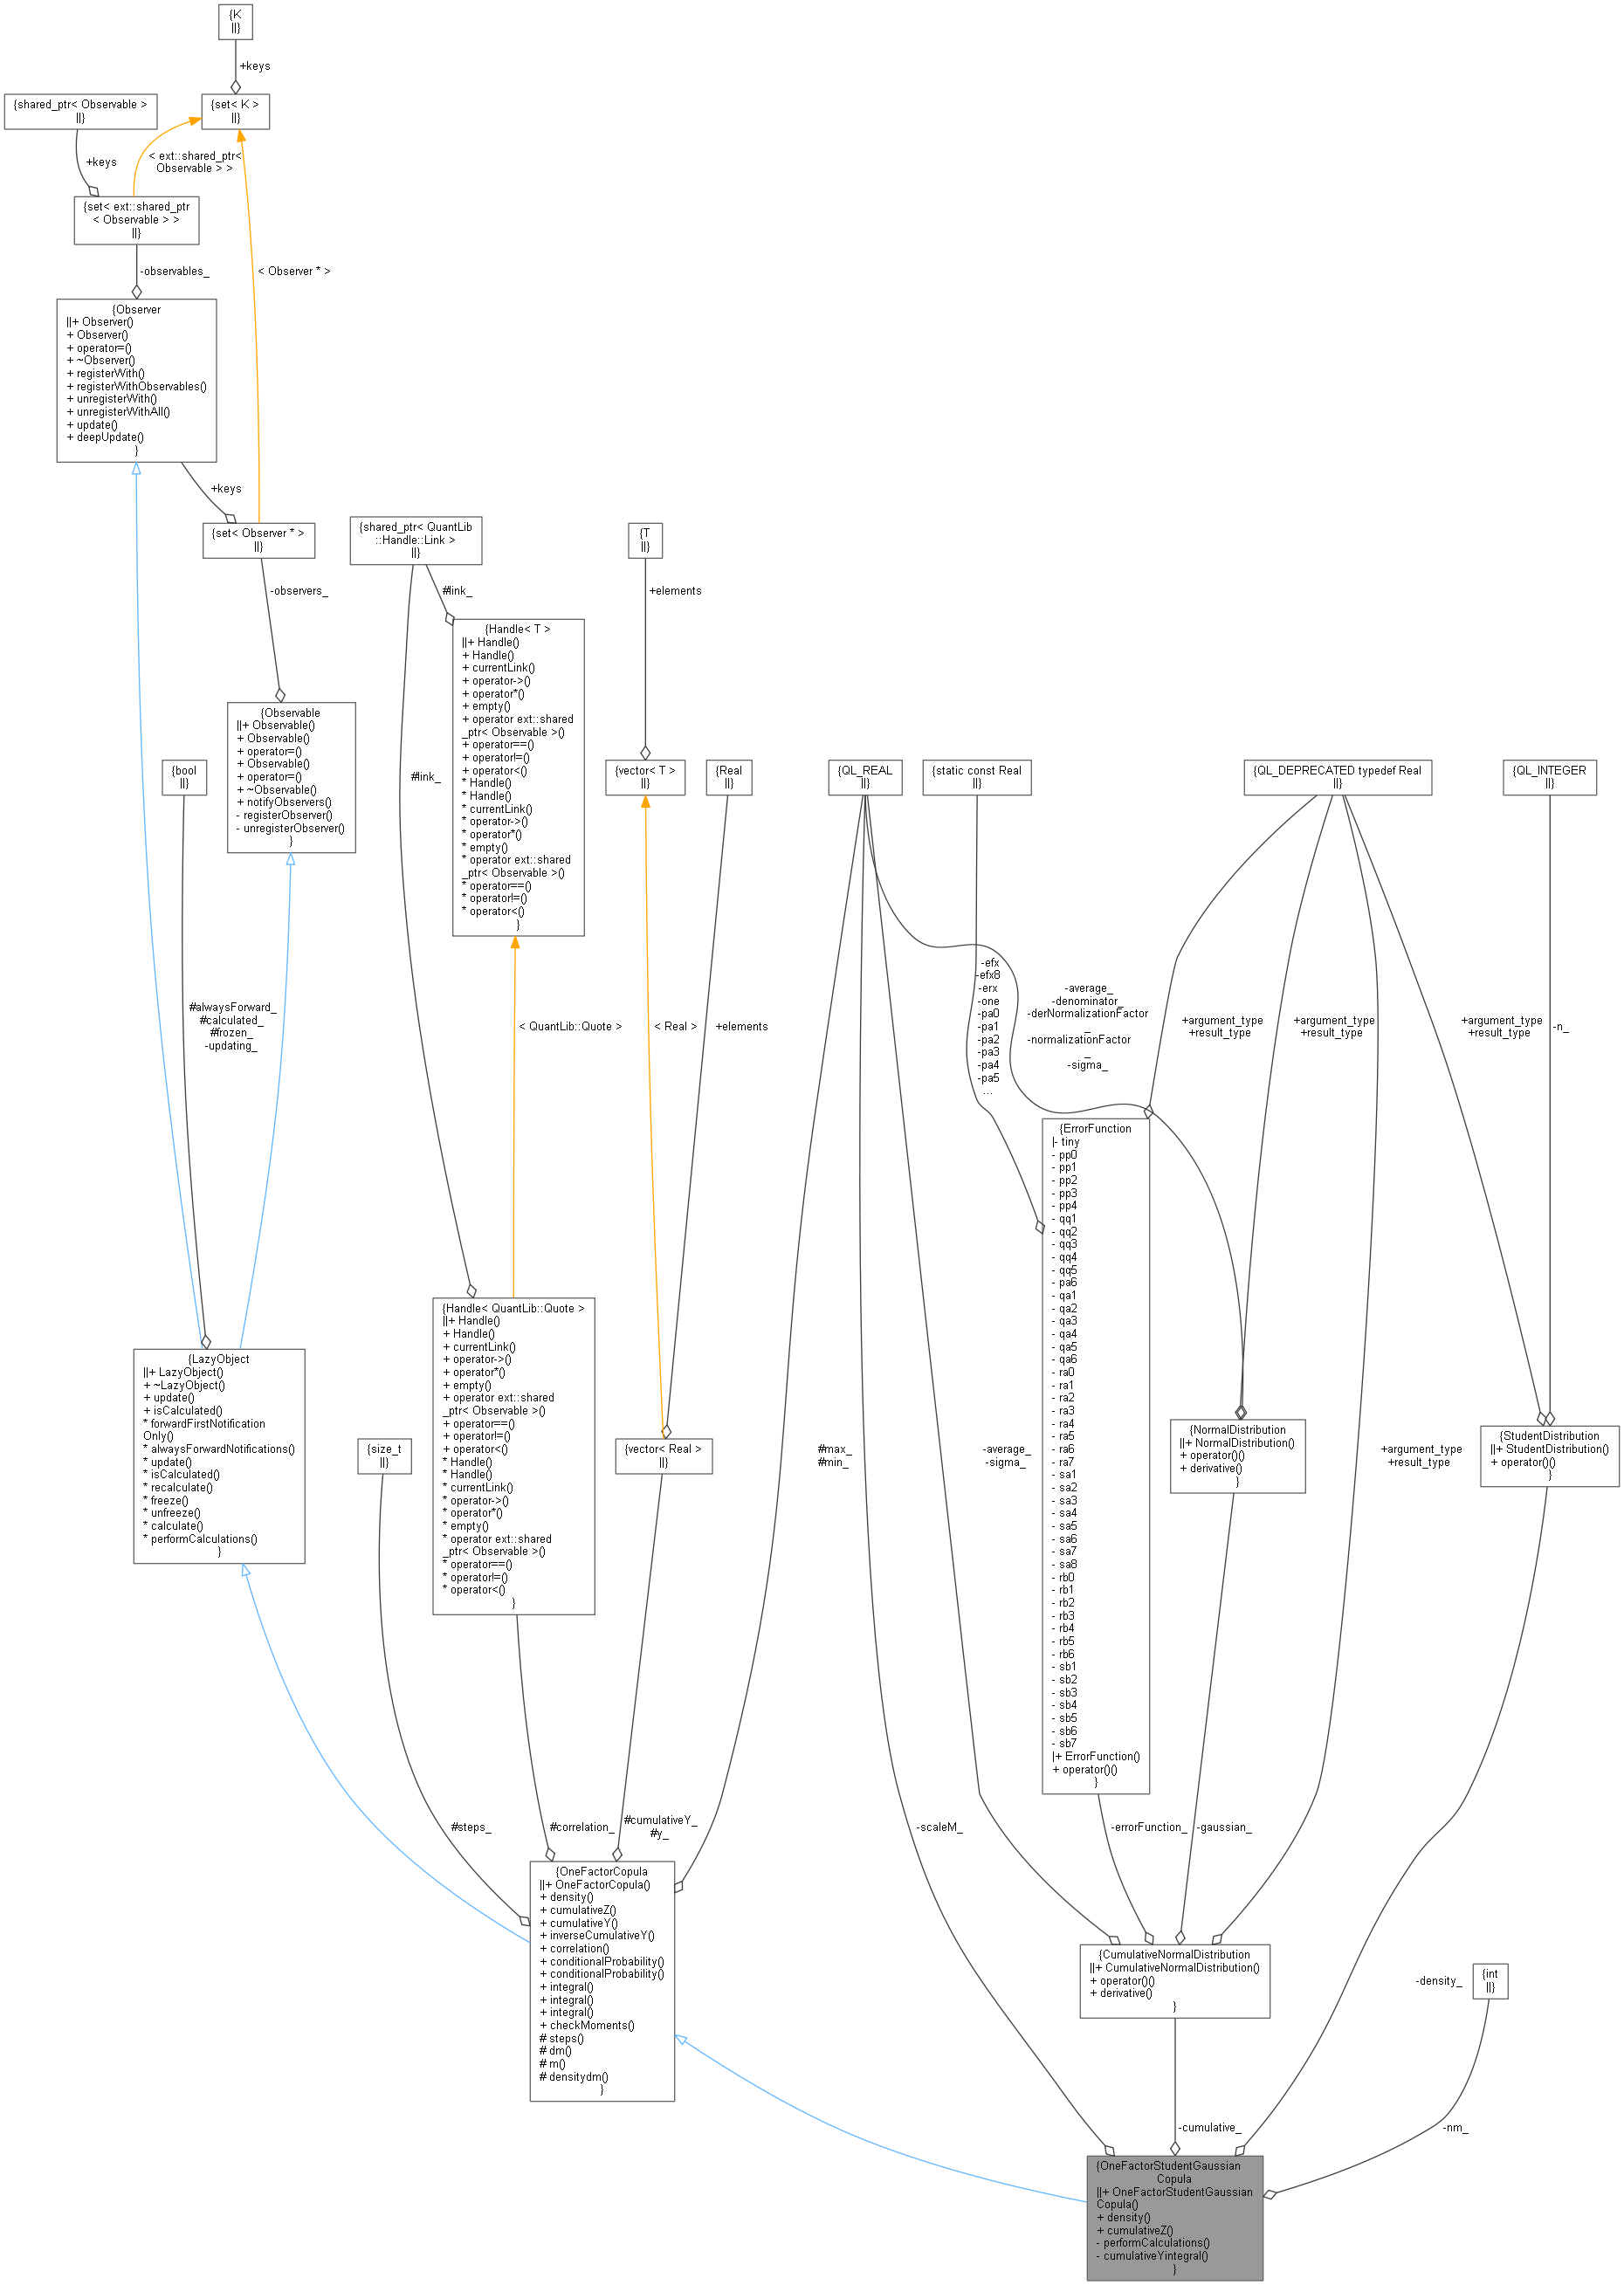 {K
||}
+keys
{shared_ptr< Observable >
||}
{set< K >
||}
+keys
< ext::shared_ptr<
Observable > >
{set< ext::shared_ptr
< Observable > >
||}
-observables_
< Observer * >
{Observer
||+ Observer()
+ Observer()
+ operator=()
+ ~Observer()
+ registerWith()
+ registerWithObservables()
+ unregisterWith()
+ unregisterWithAll()
+ update()
+ deepUpdate()
}
+keys
{set< Observer * >
||}
-observers_
{Observable
||+ Observable()
+ Observable()
+ operator=()
+ Observable()
+ operator=()
+ ~Observable()
+ notifyObservers()
- registerObserver()
- unregisterObserver()
}
{shared_ptr< QuantLib
::Handle::Link >
||}
#link_
#link_
{Handle< T >
||+ Handle()
+ Handle()
+ currentLink()
+ operator->()
+ operator*()
+ empty()
+ operator ext::shared
_ptr< Observable >()
+ operator==()
+ operator!=()
+ operator<()
* Handle()
* Handle()
* currentLink()
* operator->()
* operator*()
* empty()
* operator ext::shared
_ptr< Observable >()
* operator==()
* operator!=()
* operator<()
}
{T
||}
+elements
{bool
||}
{vector< T >
||}
{Real
||}
{QL_REAL
||}
{static const Real
||}
{QL_DEPRECATED typedef Real
||}
{QL_INTEGER
||}
#alwaysForward_
#calculated_
#frozen_
-updating_
< QuantLib::Quote >
< Real >
+elements
-efx
-efx8
-erx
-one
-pa0
-pa1
-pa2
-pa3
-pa4
-pa5
...
-average_
-denominator_
-derNormalizationFactor
_
-normalizationFactor
_
-sigma_
+argument_type
+result_type
+argument_type
+result_type
+argument_type
+result_type
-n_
{ErrorFunction
|- tiny
- pp0
- pp1
- pp2
- pp3
- pp4
- qq1
- qq2
- qq3
- qq4
- qq5
- pa6
- qa1
- qa2
- qa3
- qa4
- qa5
- qa6
- ra0
- ra1
- ra2
- ra3
- ra4
- ra5
- ra6
- ra7
- sa1
- sa2
- sa3
- sa4
- sa5
- sa6
- sa7
- sa8
- rb0
- rb1
- rb2
- rb3
- rb4
- rb5
- rb6
- sb1
- sb2
- sb3
- sb4
- sb5
- sb6
- sb7
|+ ErrorFunction()
+ operator()()
}
{LazyObject
||+ LazyObject()
+ ~LazyObject()
+ update()
+ isCalculated()
* forwardFirstNotification
Only()
* alwaysForwardNotifications()
* update()
* isCalculated()
* recalculate()
* freeze()
* unfreeze()
* calculate()
* performCalculations()
}
{size_t
||}
{Handle< QuantLib::Quote >
||+ Handle()
+ Handle()
+ currentLink()
+ operator->()
+ operator*()
+ empty()
+ operator ext::shared
_ptr< Observable >()
+ operator==()
+ operator!=()
+ operator<()
* Handle()
* Handle()
* currentLink()
* operator->()
* operator*()
* empty()
* operator ext::shared
_ptr< Observable >()
* operator==()
* operator!=()
* operator<()
}
{vector< Real >
||}
#max_
#min_
-average_
-sigma_
{NormalDistribution
||+ NormalDistribution()
+ operator()()
+ derivative()
}
+argument_type
+result_type
{StudentDistribution
||+ StudentDistribution()
+ operator()()
}
#steps_
#correlation_
#cumulativeY_
#y_
-scaleM_
-errorFunction_
-gaussian_
{OneFactorCopula
||+ OneFactorCopula()
+ density()
+ cumulativeZ()
+ cumulativeY()
+ inverseCumulativeY()
+ correlation()
+ conditionalProbability()
+ conditionalProbability()
+ integral()
+ integral()
+ integral()
+ checkMoments()
# steps()
# dm()
# m()
# densitydm()
}
{CumulativeNormalDistribution
||+ CumulativeNormalDistribution()
+ operator()()
+ derivative()
}
-density_
{int
||}
-cumulative_
-nm_
{OneFactorStudentGaussian
Copula
||+ OneFactorStudentGaussian
Copula()
+ density()
+ cumulativeZ()
- performCalculations()
- cumulativeYintegral()
}